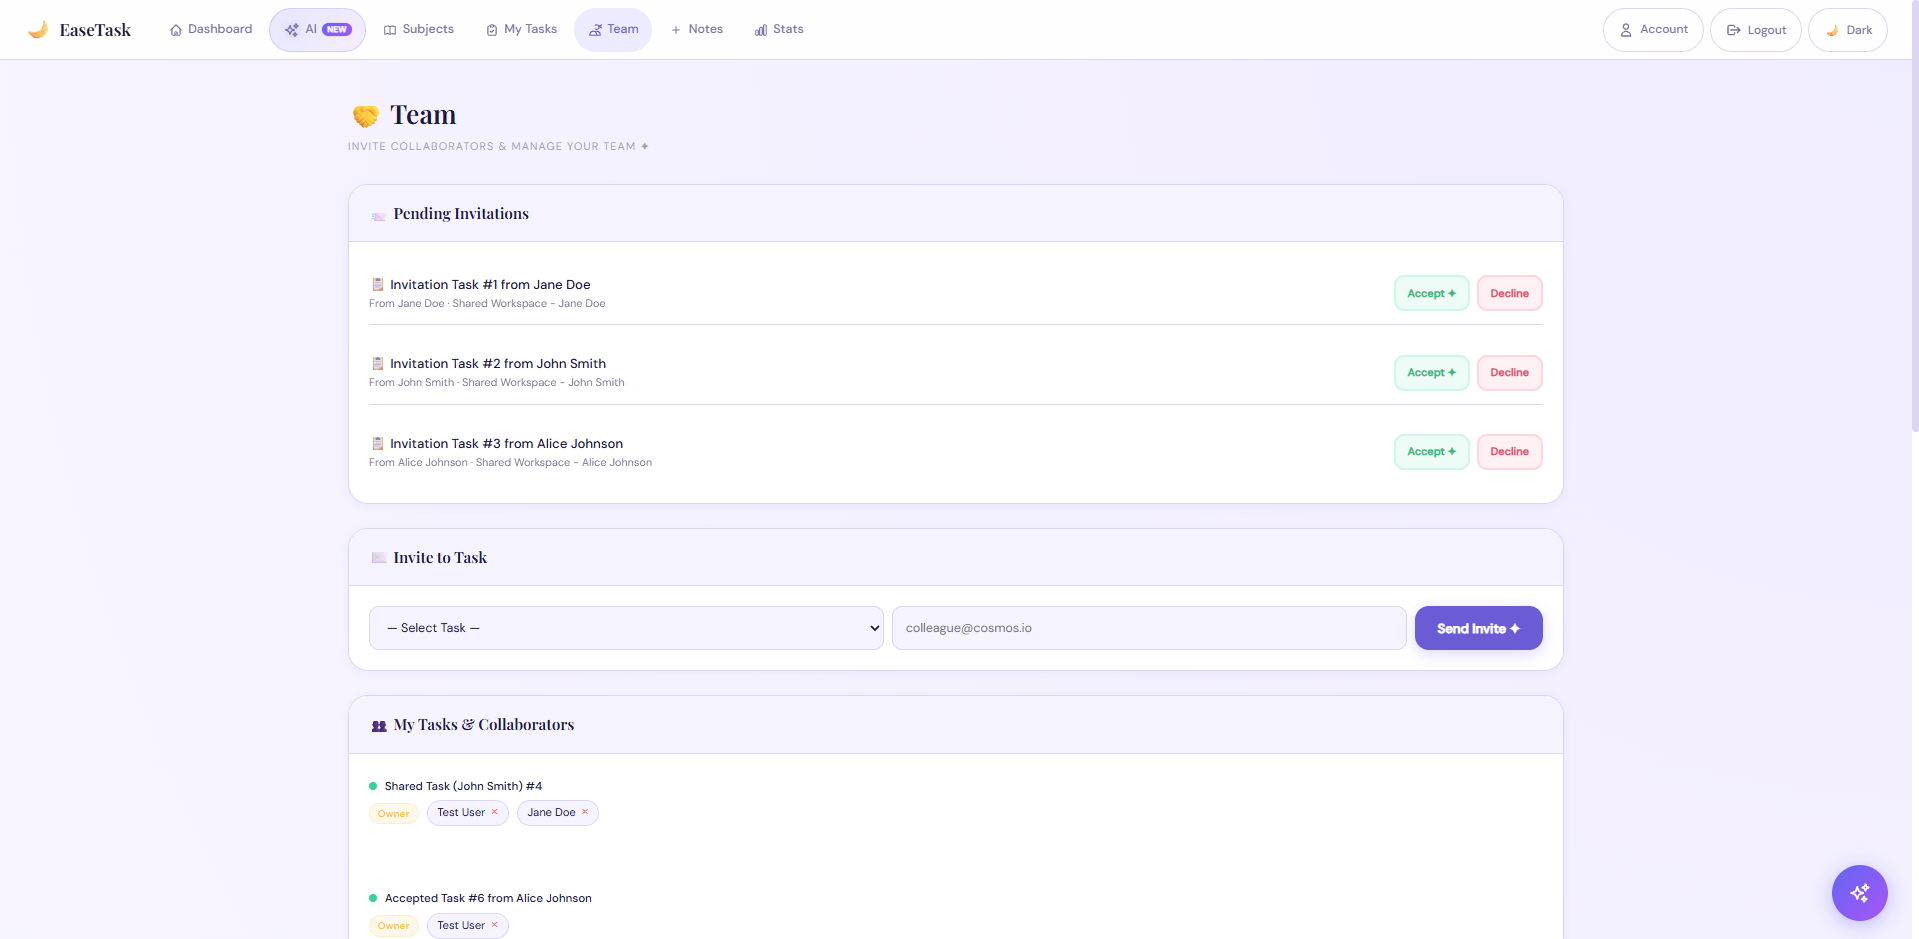 EaseTask
Dashboard
AI NEW
Subjects
My Tasks
Team
Notes
Stats
Account
Logout
Dark
Team
INVITE COLLABORATORS & MANAGE YOUR TEAM ✦
Pending Invitations
Invitation Task #1 from Jane Doe
From Jane Doe · Shared Workspace - Jane Doe
Accept ✦
Decline
Invitation Task #2 from John Smith
From John Smith · Shared Workspace - John Smith
Accept ✦
Decline
Invitation Task #3 from Alice Johnson
From Alice Johnson · Shared Workspace - Alice Johnson
Accept ✦
Decline
Invite to Task
— Select Task —
colleague@cosmos.io
Send Invite ✦
My Tasks & Collaborators
Shared Task (John Smith) #4
Owner
Test User ×
Jane Doe ×
Accepted Task #6 from Alice Johnson
Owner
Test User ×